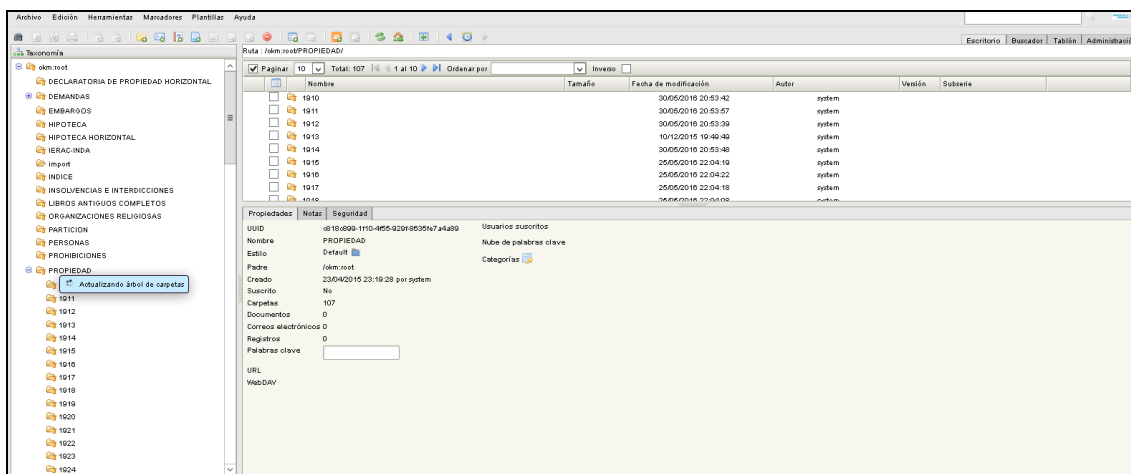 Archivo Edición Herramientas Marcadores Plantillas Ayuda
Escritorio Buscador Tablón Administració
Taxonomía
okm:root
DECLARATORIA DE PROPIEDAD HORIZONTAL
DEMANDAS
EMBARGOS
HIPOTECA
HIPOTECA HORIZONTAL
IERAC-INDA
import
INDICE
INSOLVENCIAS E INTERDICCIONES
LIBROS ANTIGUOS COMPLETOS
ORGANIZACIONES RELIGIOSAS
PARTICION
PERSONAS
PROHIBICIONES
PROPIEDAD
Actualizando árbol de carpetas
1911
1912
1913
1914
1915
1916
1917
1918
1919
1920
1921
1922
1923
1924
Ruta : /okm:root/PROPIEDAD/
Paginar 10 Total: 107 1 al 10 Ordenar por Inverso
Nombre Tamaño Fecha de modificación Autor Versión Subserie
1910 30/05/2016 20:53:42 system
1911 30/05/2016 20:53:57 system
1912 30/05/2016 20:53:39 system
1913 10/12/2015 19:49:49 system
1914 30/05/2016 20:53:48 system
1915 25/05/2016 22:04:19 system
1916 25/05/2016 22:04:22 system
1917 25/05/2016 22:04:18 system
1918 25/05/2016 22:04:08 system
Propiedades Notas Seguridad
UUID c818c899-1f10-4f55-929f-8635fe7a4a89
Nombre PROPIEDAD
Estilo Default
Padre /okm:root
Creado 23/04/2015 23:19:28 por system
Suscrito No
Carpetas 107
Documentos 0
Correos electrónicos 0
Registros 0
Palabras clave
URL
WebDAV
Usuarios suscritos
Nube de palabras clave
Categorías